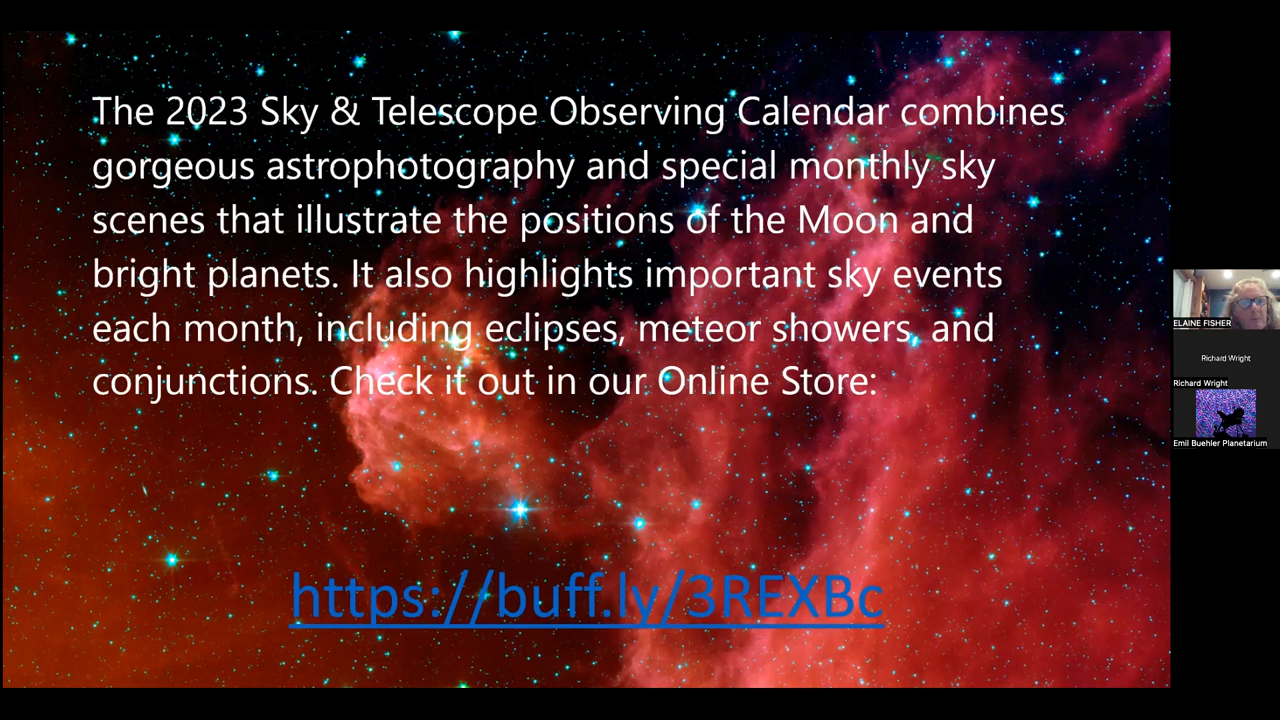 The 2023 Sky & Telescope Observing Calendar combines
gorgeous astrophotography and special monthly sky
scenes that illustrate the positions of the Moon and
bright planets. It also highlights important sky events
each month, including eclipses, meteor showers, and
conjunctions. Check it out in our Online Store:
https://buff.ly/3REXBc
ELAINE FISHER
Richard Wright
Richard Wright
Emil Buehler Planetarium